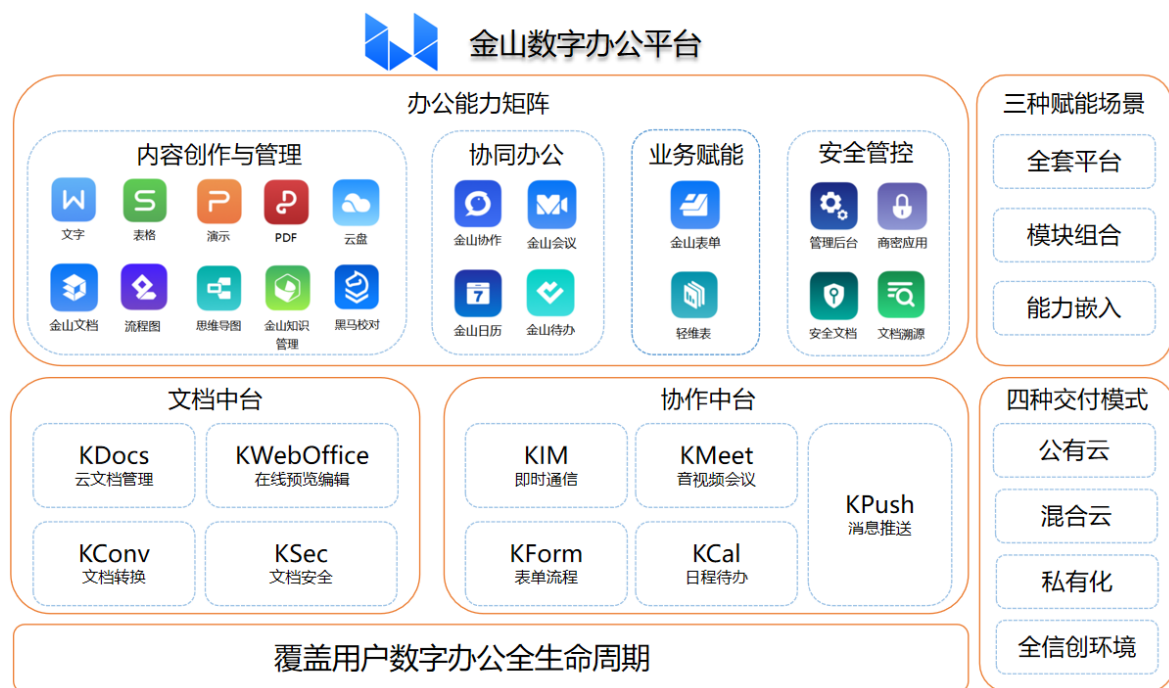 金山数字办公平台
办公能力矩阵
内容创作与管理
文字
表格
演示
PDF
云盘
金山文档
流程图
思维导图
金山知识
管理
黑马校对
协同办公
金山协作
金山会议
7
金山日历
金山待办
业务赋能
金山表单
轻维表
安全管控
管理后台
商密应用
安全文档
文档溯源
三种赋能场景
全套平台
模块组合
能力嵌入
文档中台
KDocs
云文档管理
KWebOffice
在线预览编辑
KConv
文档转换
KSec
文档安全
协作中台
KIM
即时通信
KMeet
音视频会议
KForm
表单流程
KCal
日程待办
KPush
消息推送
四种交付模式
公有云
混合云
私有化
全信创环境
覆盖用户数字办公全生命周期